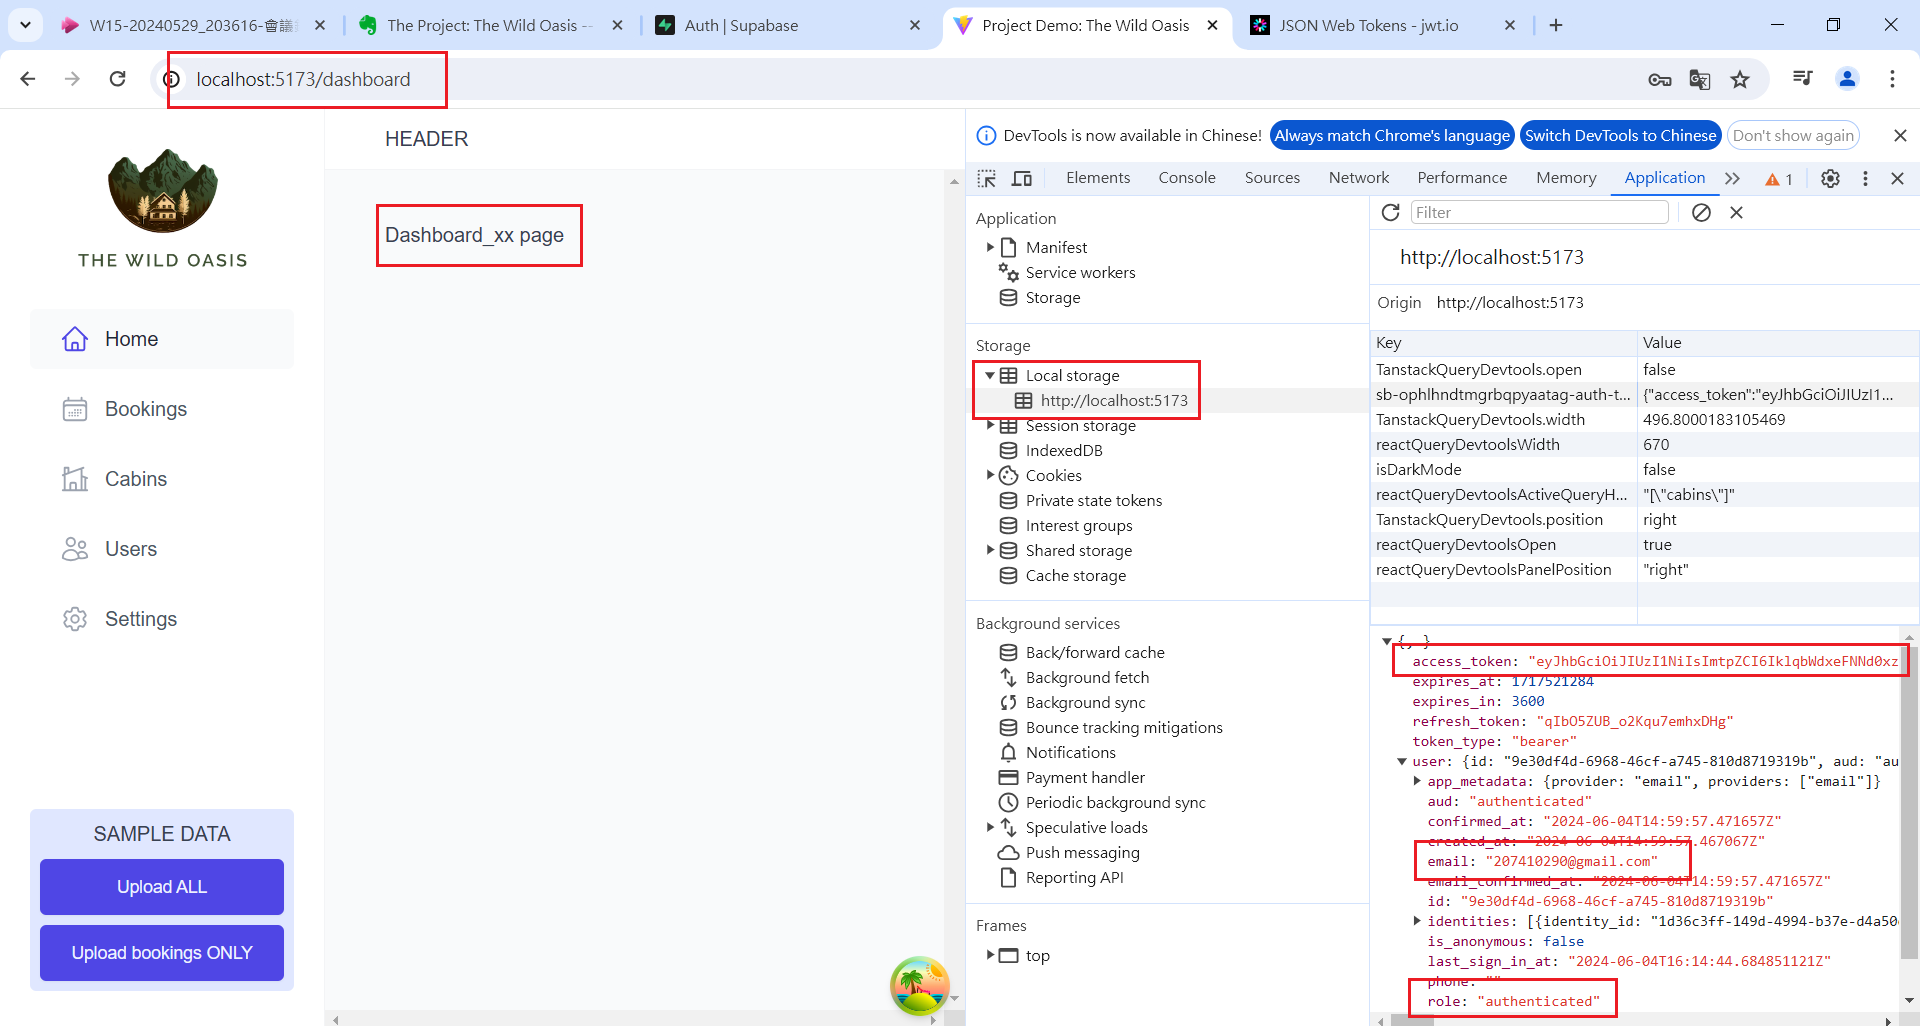 W15-20240529_203616-會議
The Project: The Wild Oasis --
Auth | Supabase
Project Demo: The Wild Oasis
JSON Web Tokens - jwt.io
localhost:5173/dashboard
THE WILD OASIS
Home
Bookings
Cabins
Users
Settings
SAMPLE DATA
Upload ALL
Upload bookings ONLY
HEADER
Dashboard_xx page
DevTools is now available in Chinese!
Always match Chrome's language
Switch DevTools to Chinese
Don't show again
Elements
Console
Sources
Network
Performance
Memory
Application
1
Application
Manifest
Service workers
Storage
Storage
Local storage
http://localhost:5173
Session storage
IndexedDB
Cookies
Private state tokens
Interest groups
Shared storage
Cache storage
Background services
Back/forward cache
Background fetch
Background sync
Bounce tracking mitigations
Notifications
Payment handler
Periodic background sync
Speculative loads
Push messaging
Reporting API
Frames
top
Filter
http://localhost:5173
Origin http://localhost:5173
Key Value
TanstackQueryDevtools.open false
sb-ophlhndtmgrbqpyaatag-auth-t... {"access_token":"eyJhbGciOiJIUzI1...
TanstackQueryDevtools.width 496.8000183105469
reactQueryDevtoolsWidth 670
isDarkMode false
reactQueryDevtoolsActiveQueryH... "[\"cabins\"]"
TanstackQueryDevtools.position right
reactQueryDevtoolsOpen true
reactQueryDevtoolsPanelPosition "right"
{,…}
access_token: "eyJhbGciOiJIUzI1NiIsImtpZCI6IklqbWdxeFNNd0xz
expires_at: 1717521284
expires_in: 3600
refresh_token: "qIbO5ZUB_o2Kqu7emhxDHg"
token_type: "bearer"
user: {id: "9e30df4d-6968-46cf-a745-810d8719319b", aud: "au
app_metadata: {provider: "email", providers: ["email"]}
aud: "authenticated"
confirmed_at: "2024-06-04T14:59:57.471657Z"
created_at: "2024-06-04T14:59:57.467067Z"
email: "207410290@gmail.com"
email_confirmed_at: "2024-06-04T14:59:57.471657Z"
id: "9e30df4d-6968-46cf-a745-810d8719319b"
identities: [{identity_id: "1d36c3ff-149d-4994-b37e-d4a50
is_anonymous: false
last_sign_in_at: "2024-06-04T16:14:44.684851121Z"
phone: ""
role: "authenticated"